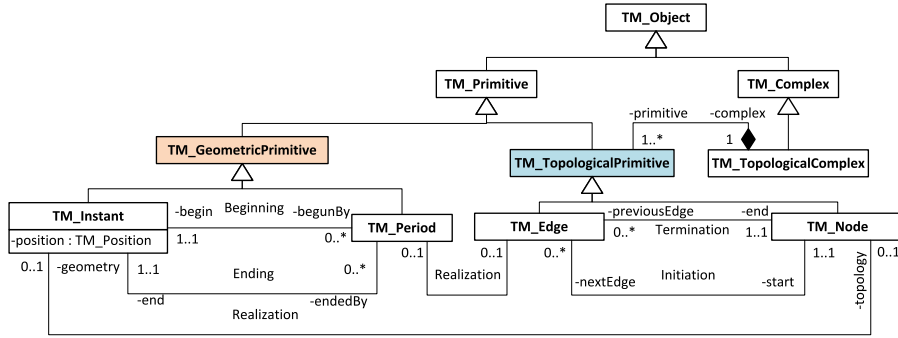 TM_Object
TM_Primitive
TM_Complex
-primitive
-complex
1..*
1
TM_GeometricPrimitive
TM_TopologicalPrimitive
TM_TopologicalComplex
TM_Instant
-position : TM_Position
-begin
Beginning
-begunBy
1..1
0..*
TM_Period
TM_Edge
-previousEdge
-end
0..*
Termination
1..1
TM_Node
0..1
-geometry
1..1
Ending
0..*
0..1
Realization
0..1
0..*
Initiation
1..1
0..1
-end
-endedBy
-nextEdge
-start
-topology
Realization